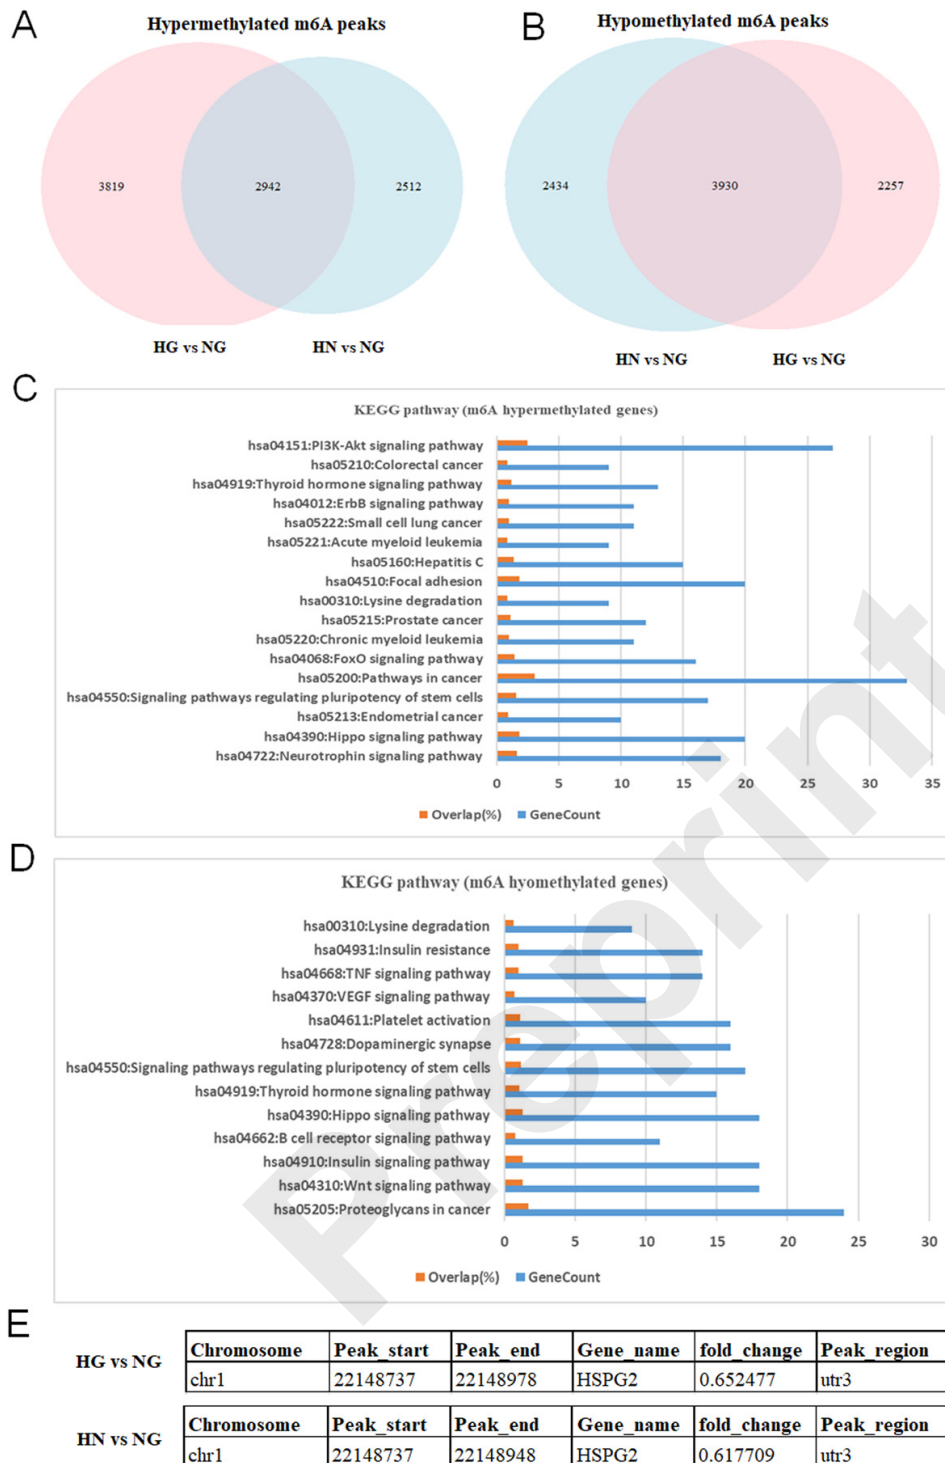 A
Hypermethylated m6A peaks
3819
2942
2512
HG vs NG
HN vs NG
B
Hypomethylated m6A peaks
2434
3930
2257
HN vs NG
HG vs NG
C
KEGG pathway (m6A hypermethylated genes)
hsa04151:PI3K-Akt signaling pathway
hsa05210:Colorectal cancer
hsa04919:Thyroid hormone signaling pathway
hsa04012:ErbB signaling pathway
hsa05222:Small cell lung cancer
hsa05221:Acute myeloid leukemia
hsa05160:Hepatitis C
hsa04510:Focal adhesion
hsa00310:Lysine degradation
hsa05215:Prostate cancer
hsa05220:Chronic myeloid leukemia
hsa04068:FoxO signaling pathway
hsa05200:Pathways in cancer
hsa04550:Signaling pathways regulating pluripotency of stem cells
hsa05213:Endometrial cancer
hsa04390:Hippo signaling pathway
hsa04722:Neurotrophin signaling pathway
0 5 10 15 20 25 30 35
Overlap(%) GeneCount
D
KEGG pathway (m6A hyomethylated genes)
hsa00310:Lysine degradation
hsa04931:Insulin resistance
hsa04668:TNF signaling pathway
hsa04370:VEGF signaling pathway
hsa04611:Platelet activation
hsa04728:Dopaminergic synapse
hsa04550:Signaling pathways regulating pluripotency of stem cells
hsa04919:Thyroid hormone signaling pathway
hsa04390:Hippo signaling pathway
hsa04662:B cell receptor signaling pathway
hsa04910:Insulin signaling pathway
hsa04310:Wnt signaling pathway
hsa05205:Proteoglycans in cancer
0 5 10 15 20 25 30
Overlap(%) GeneCount
Preprint
E
HG vs NG
Chromosome Peak_start Peak_end Gene_name fold_change Peak_region
chr1 22148737 22148978 HSPG2 0.652477 utr3
HN vs NG
Chromosome Peak_start Peak_end Gene_name fold_change Peak_region
chr1 22148737 22148948 HSPG2 0.617709 utr3